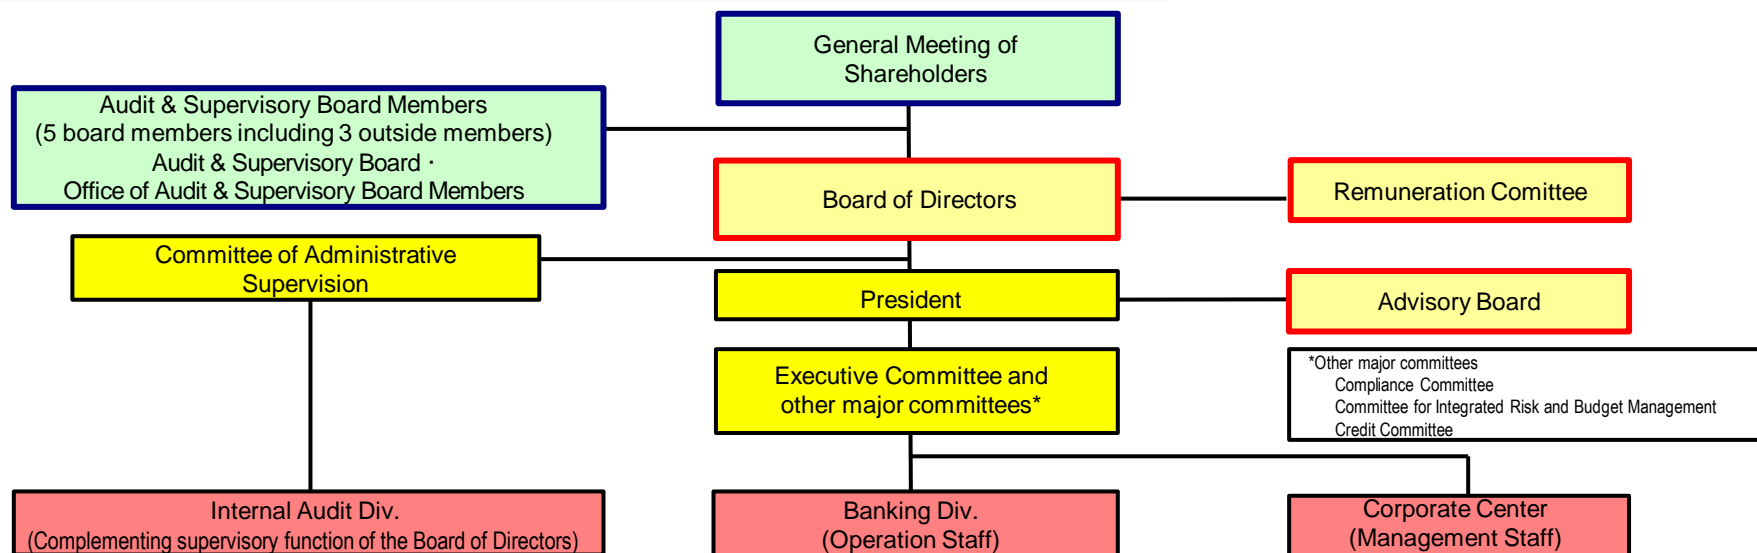 General Meeting of
Shareholders
Audit & Supervisory Board Members
(5 board members including 3 outside members)
Audit & Supervisory Board ·
Office of Audit & Supervisory Board Members
Board of Directors
Remuneration Comittee
Committee of Administrative
Supervision
President
Advisory Board
Executive Committee and
other major committees*
*Other major committees
Compliance Committee
Committee for Integrated Risk and Budget Management
Credit Committee
Internal Audit Div.
(Complementing supervisory function of the Board of Directors)
Banking Div.
(Operation Staff)
Corporate Center
(Management Staff)